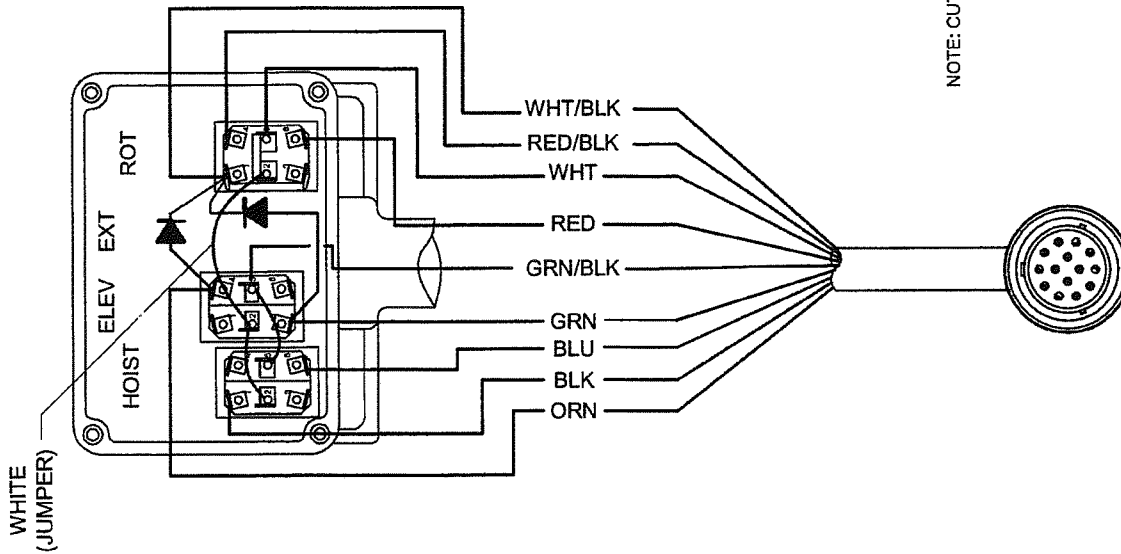 ROT
EXT
ELEV
HOIST
WHITE
(JUMPER)
WHT/BLK
RED/BLK
WHT
RED
GRN/BLK
GRN
BLU
BLK
ORN
NOTE: CU